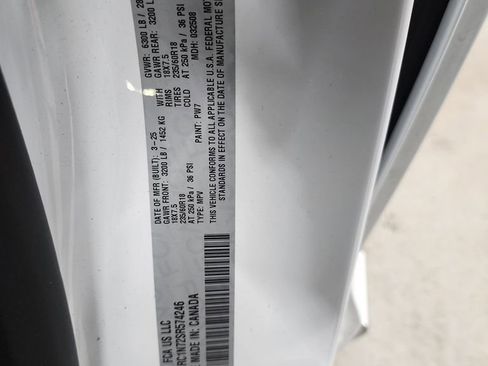 FCA US LLC
DATE OF MFR (BUILT): 3-25
GVWR: 6300 LB / 28
GAWR FRONT: 3200 LB / 1452 KG
WITH
GAWR REAR: 3200 L
18X7.5
RIMS
18X7.5
235/60R18
TIRES
235/60R18
AT 250 kPa / 36 PSI
COLD
AT 250 kPa / 36 PSI
TYPE: MPV
PAINT: PW7
MDH: 032508
THIS VEHICLE CONFORMS TO ALL APPLICABLE U.S.A. FEDERAL MOT
STANDARDS IN EFFECT ON THE DATE OF MANUFACTURE S
RC1N7ZSR574246
MADE IN: CANADA